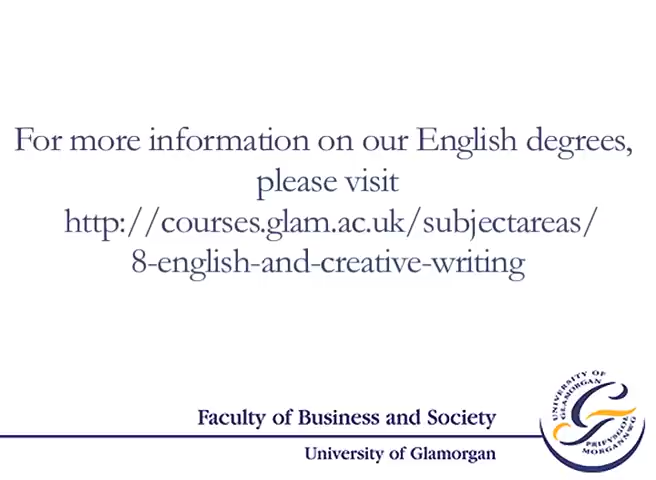 For more information on our English degrees,
please visit
http://courses.glam.ac.uk/subjectareas/
8-english-and-creative-writing
Faculty of Business and Society
University of Glamorgan
UNIVERSITY OF
GLAMORGAN
PRIFYSGOL
MORGANNWG